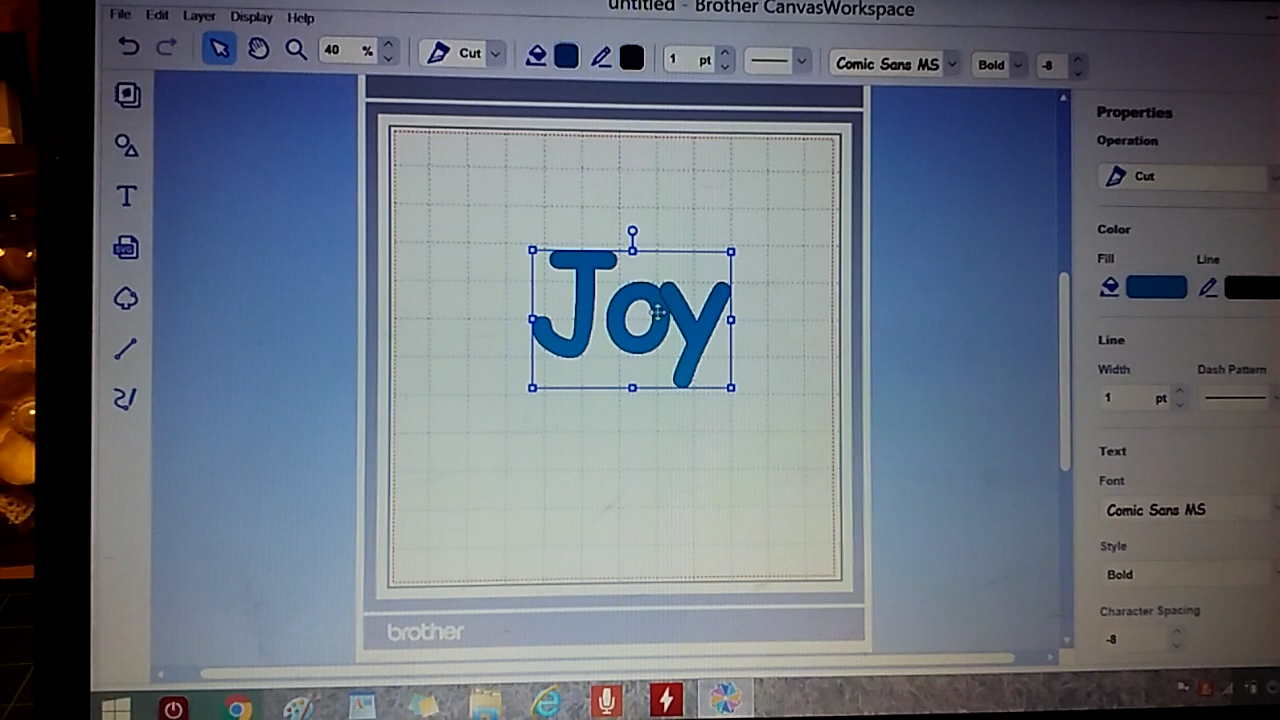 untitled - Brother CanvasWorkspace
File Edit Layer Display Help
40 % Cut 1 pt Comic Sans MS Bold -8
Properties
Operation
Cut
Color
Fill Line
Joy
Line
Width Dash Pattern
1 pt
Text
Font
Comic Sans MS
Style
Bold
Character Spacing
-8
brother
T
SVG